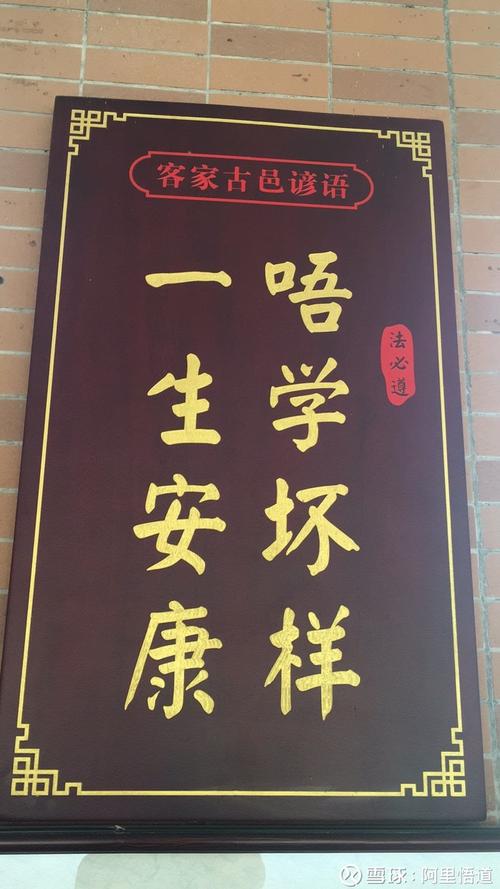 客家古邑谚语
唔学坏样
一生安康
法必遵
雪球：阿里悟道